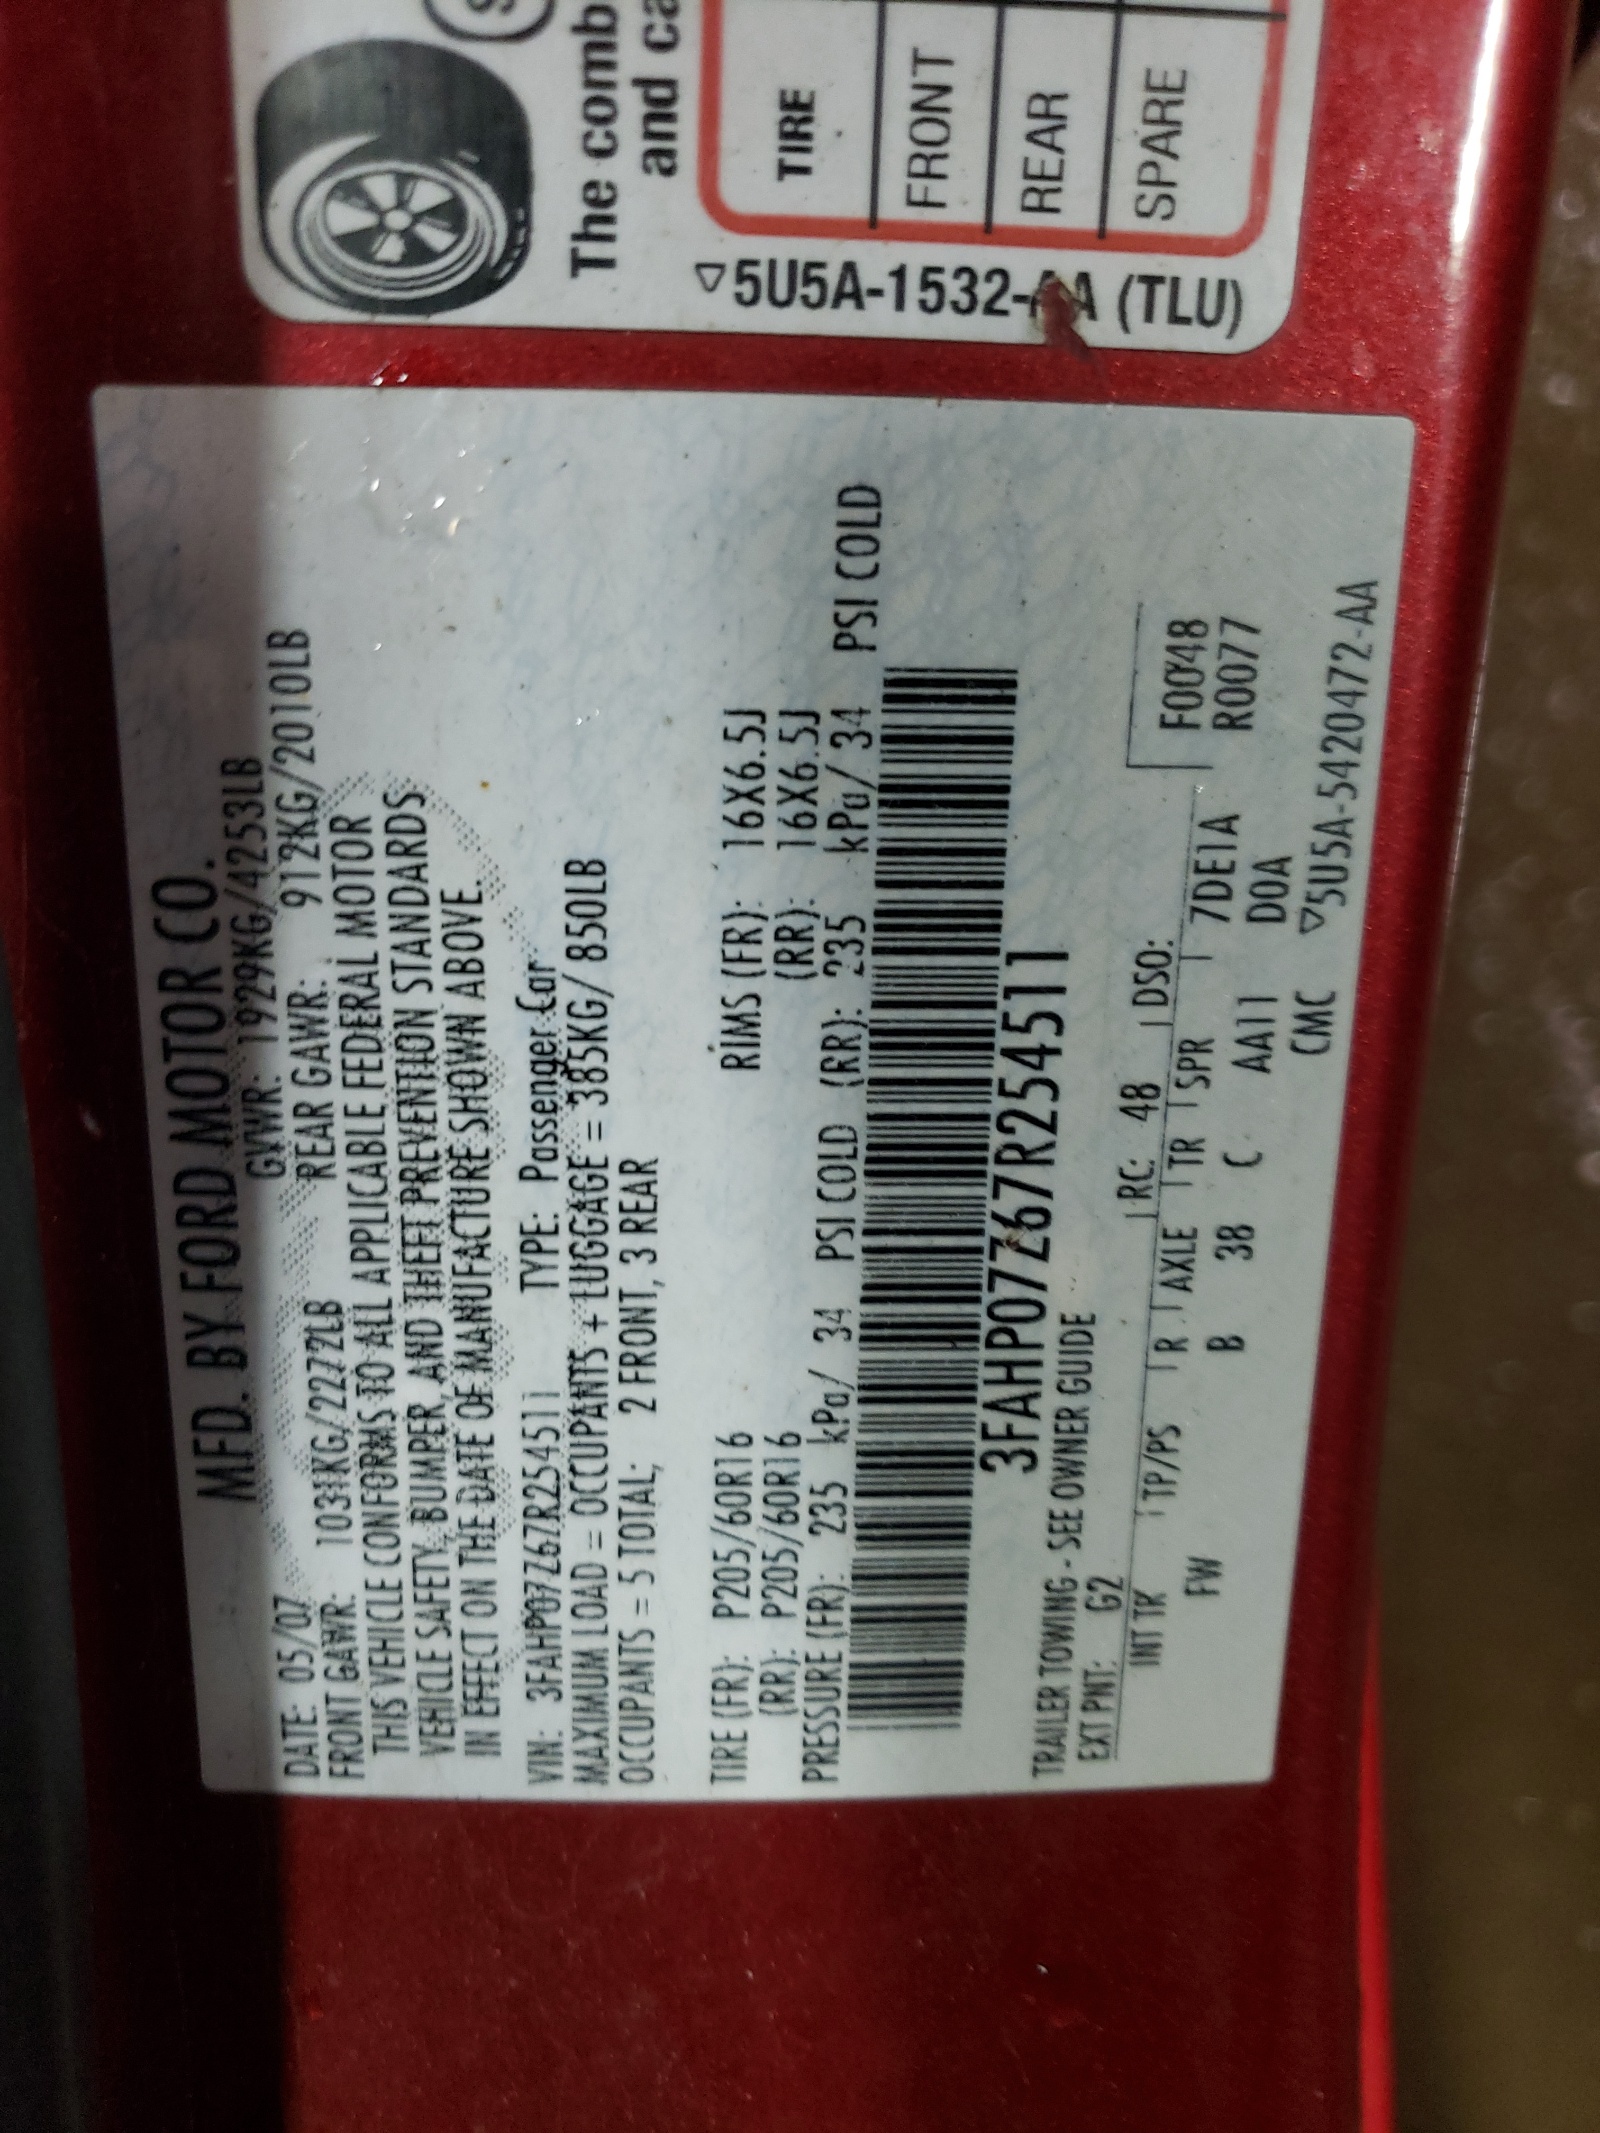 MFD. BY FORD MOTOR CO.
DATE: 05/07 GVWR: 1929KG/4253LB
FRONT GAWR: 1031KG/2272LB REAR GAWR: 912KG/2010LB
THIS VEHICLE CONFORMS TO ALL APPLICABLE FEDERAL MOTOR
VEHICLE SAFETY, BUMPER, AND THEFT PREVENTION STANDARDS
IN EFFECT ON THE DATE OF MANUFACTURE SHOWN ABOVE.
VIN: 3FAHP07Z67R254511 TYPE: Passenger Car
MAXIMUM LOAD = OCCUPANTS + LUGGAGE = 385KG/ 850LB
OCCUPANTS = 5 TOTAL; 2 FRONT, 3 REAR
TIRE (FR): P205/60R16 RIMS (FR): 16X6.5J
(RR): P205/60R16 (RR): 16X6.5J
PRESSURE (FR): 235 kPa/ 34 PSI COLD (RR): 235 kPa/ 34 PSI COLD
3FAHP07Z67R254511
TRAILER TOWING - SEE OWNER GUIDE
EXT PNT: G2 RC: 48 DSO: F00Y48
INT TR TP/PS R AXLE TR SPR R0077
FW B 38 C AA11 7DE1A
CMC D0A
▽5U5A-5420472-AA
The comb
and ca
TIRE
FRONT
REAR
SPARE
▽5U5A-1532-AA (TLU)